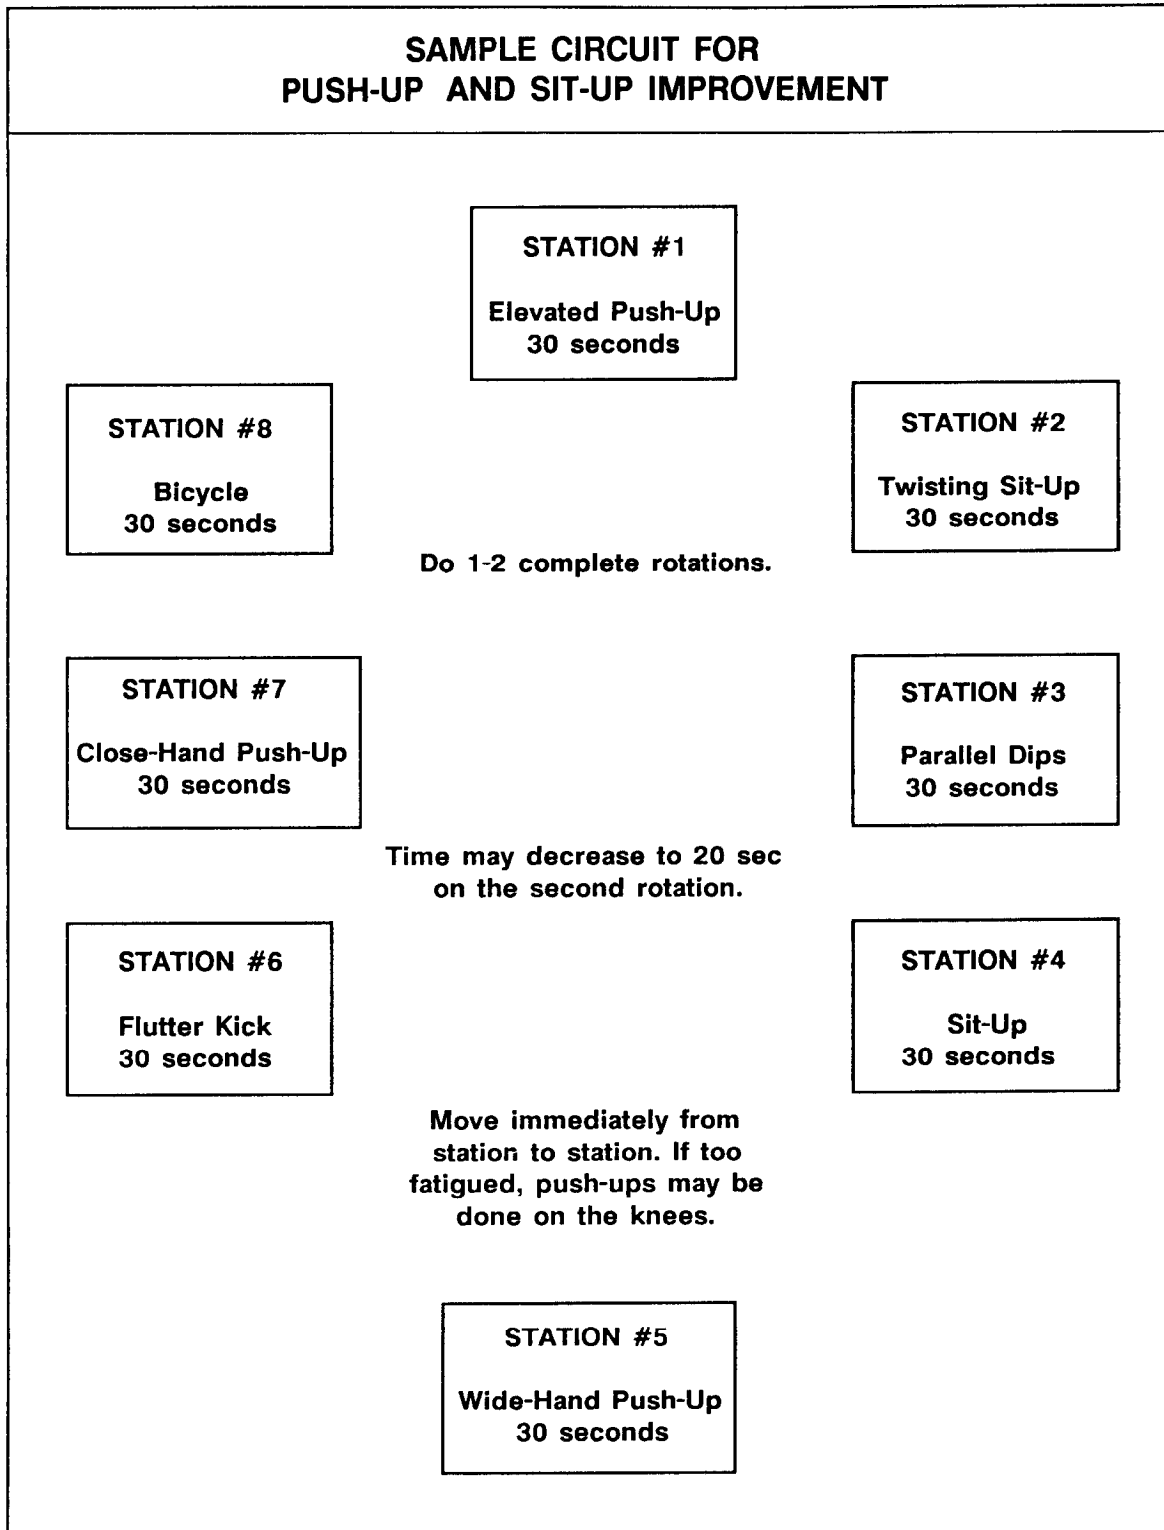 SAMPLE CIRCUIT FOR
PUSH-UP AND SIT-UP IMPROVEMENT
STATION #1
Elevated Push-Up
30 seconds
STATION #2
Twisting Sit-Up
30 seconds
STATION #3
Parallel Dips
30 seconds
STATION #4
Sit-Up
30 seconds
STATION #5
Wide-Hand Push-Up
30 seconds
STATION #6
Flutter Kick
30 seconds
STATION #7
Close-Hand Push-Up
30 seconds
STATION #8
Bicycle
30 seconds
Do 1-2 complete rotations.
Time may decrease to 20 sec
on the second rotation.
Move immediately from
station to station. If too
fatigued, push-ups may be
done on the knees.